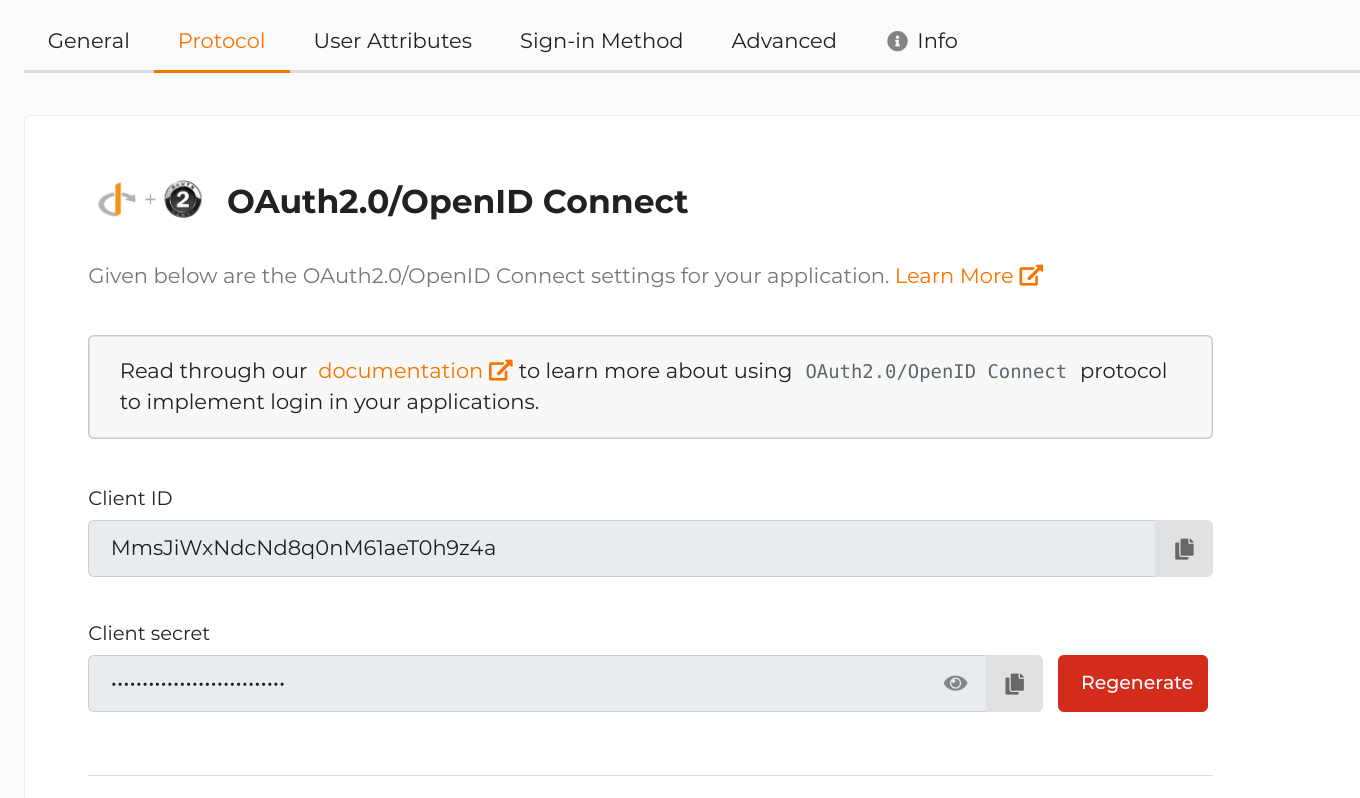 General Protocol User Attributes Sign-in Method Advanced Info
2
+ OAuth2.0/OpenID Connect
Given below are the OAuth2.0/OpenID Connect settings for your application. Learn More
Read through our documentation to learn more about using OAuth2.0/OpenID Connect protocol
to implement login in your applications.
Client ID
MmsJiWxNdcNd8q0nM61aeT0h9z4a
Client secret
••••••••••••••••••••••••••••
Regenerate